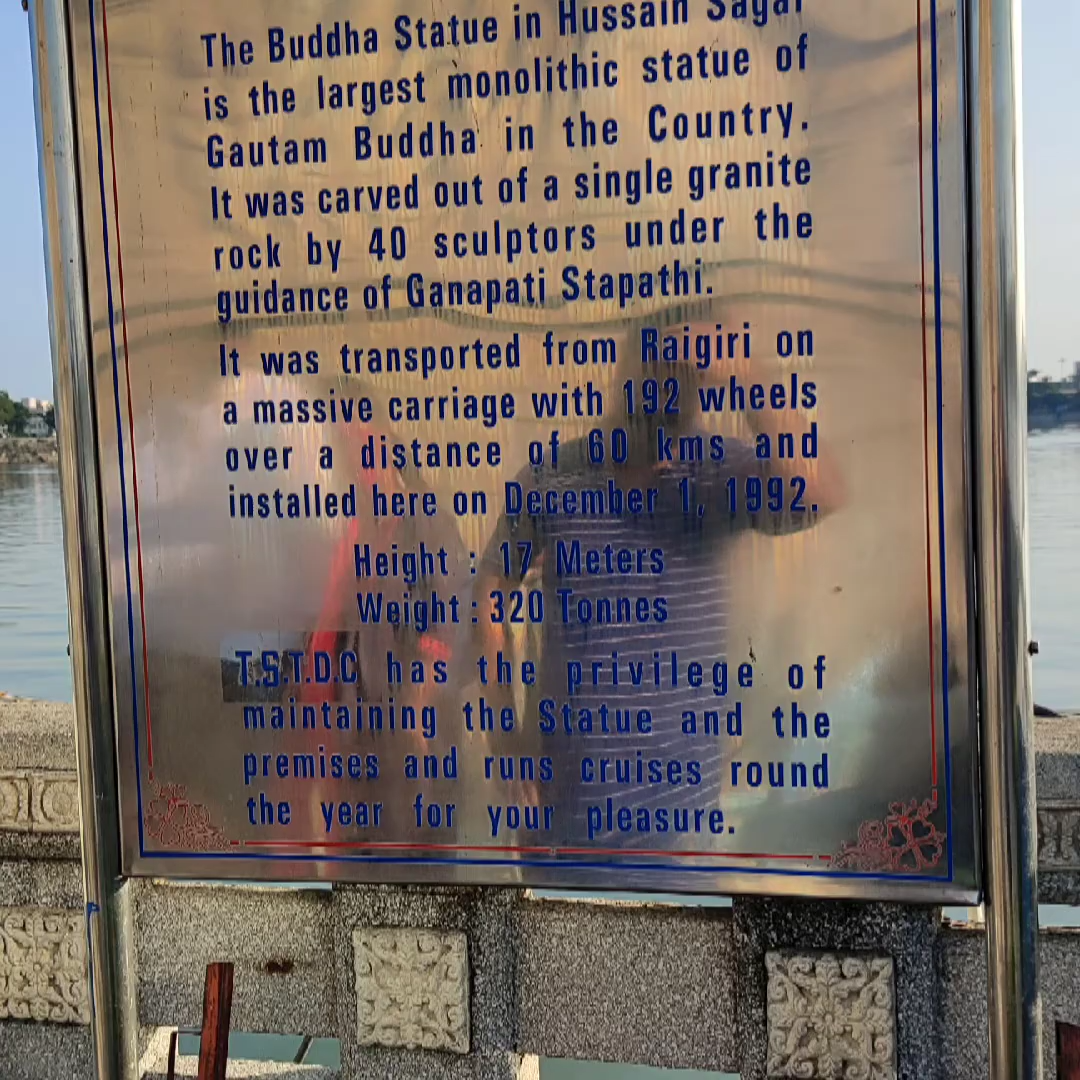 The Buddha Statue in Hussain Sagar
is the largest monolithic statue of
Gautam Buddha in the Country.
It was carved out of a single granite
rock by 40 sculptors under the
guidance of Ganapati Stapathi.
It was transported from Raigiri on
a massive carriage with 192 wheels
over a distance of 60 kms and
installed here on December 1, 1992.
Height : 17 Meters
Weight : 320 Tonnes
T.S.T.D.C has the privilege of
maintaining the Statue and the
premises and runs cruises round
the year for your pleasure.